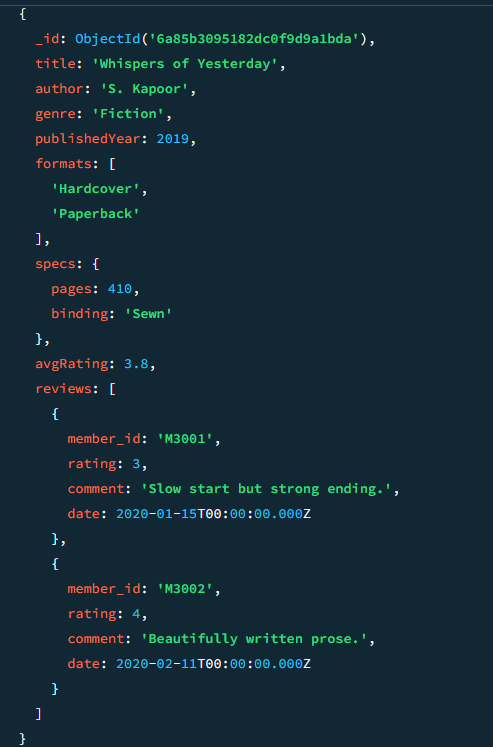 {
  _id: ObjectId('6a85b3095182dc0f9d9a1bda'),
  title: 'Whispers of Yesterday',
  author: 'S. Kapoor',
  genre: 'Fiction',
  publishedYear: 2019,
  formats: [
    'Hardcover',
    'Paperback'
  ],
  specs: {
    pages: 410,
    binding: 'Sewn'
  },
  avgRating: 3.8,
  reviews: [
    {
      member_id: 'M3001',
      rating: 3,
      comment: 'Slow start but strong ending.',
      date: 2020-01-15T00:00:00.000Z
    },
    {
      member_id: 'M3002',
      rating: 4,
      comment: 'Beautifully written prose.',
      date: 2020-02-11T00:00:00.000Z
    }
  ]
}